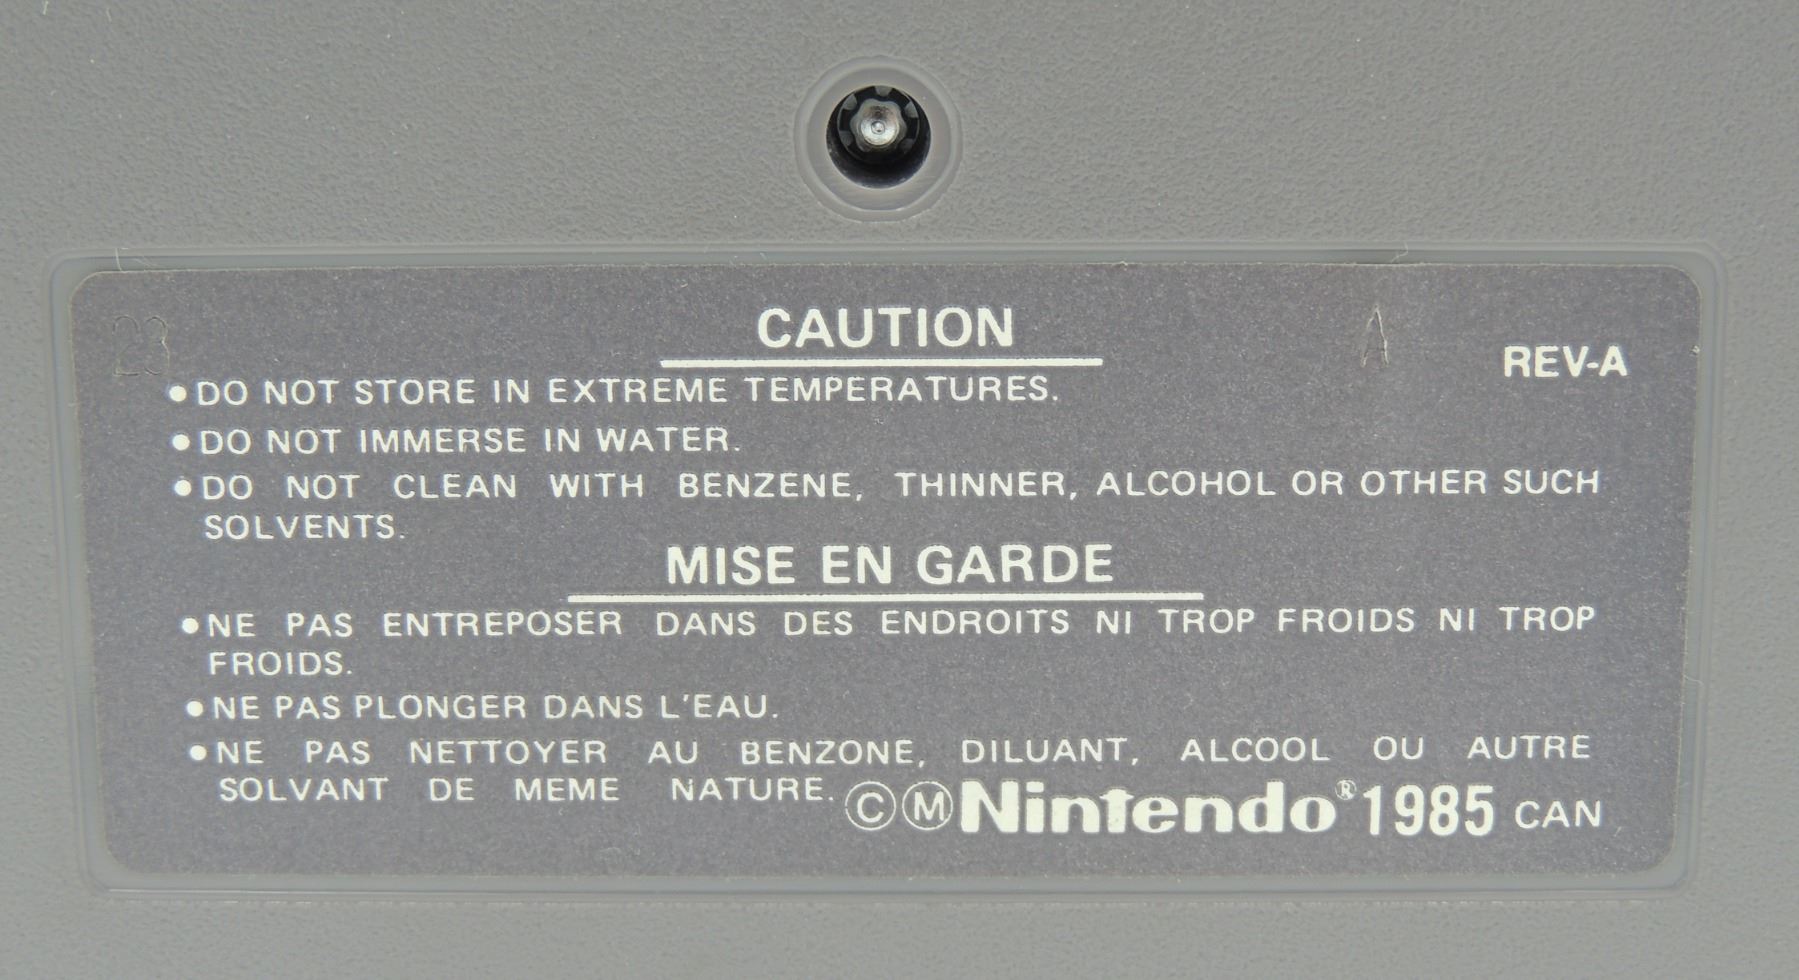 CAUTION
23
A
REV-A
•DO NOT STORE IN EXTREME TEMPERATURES.
•DO NOT IMMERSE IN WATER.
•DO NOT CLEAN WITH BENZENE, THINNER, ALCOHOL OR OTHER SUCH
SOLVENTS.
MISE EN GARDE
•NE PAS ENTREPOSER DANS DES ENDROITS NI TROP FROIDS NI TROP
FROIDS.
•NE PAS PLONGER DANS L'EAU.
•NE PAS NETTOYER AU BENZONE, DILUANT, ALCOOL OU AUTRE
SOLVANT DE MEME NATURE.
©Ⓜ Nintendo® 1985 CAN